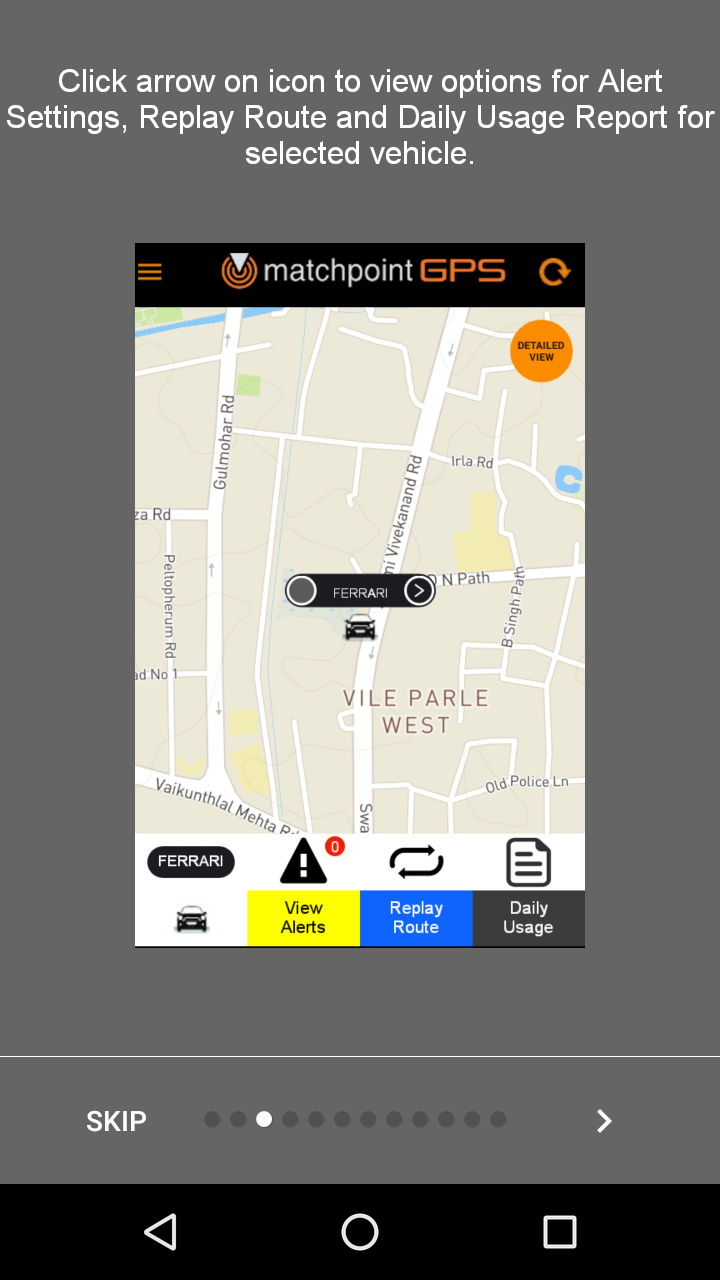 Click arrow on icon to view options for Alert
Settings, Replay Route and Daily Usage Report for
selected vehicle.
matchpoint GPS
DETAILED
VIEW
Gulmohar Rd
Irla Rd
za Rd
ni Vivekanand Rd
Peltopherum Rd
D N Path
FERRARI
B Singh Path
ad No 1
VILE PARLE
WEST
Old Police Ln
Vaikunthlal Mehta Rd
Swa
FERRARI
0
View
Alerts
Replay
Route
Daily
Usage
SKIP